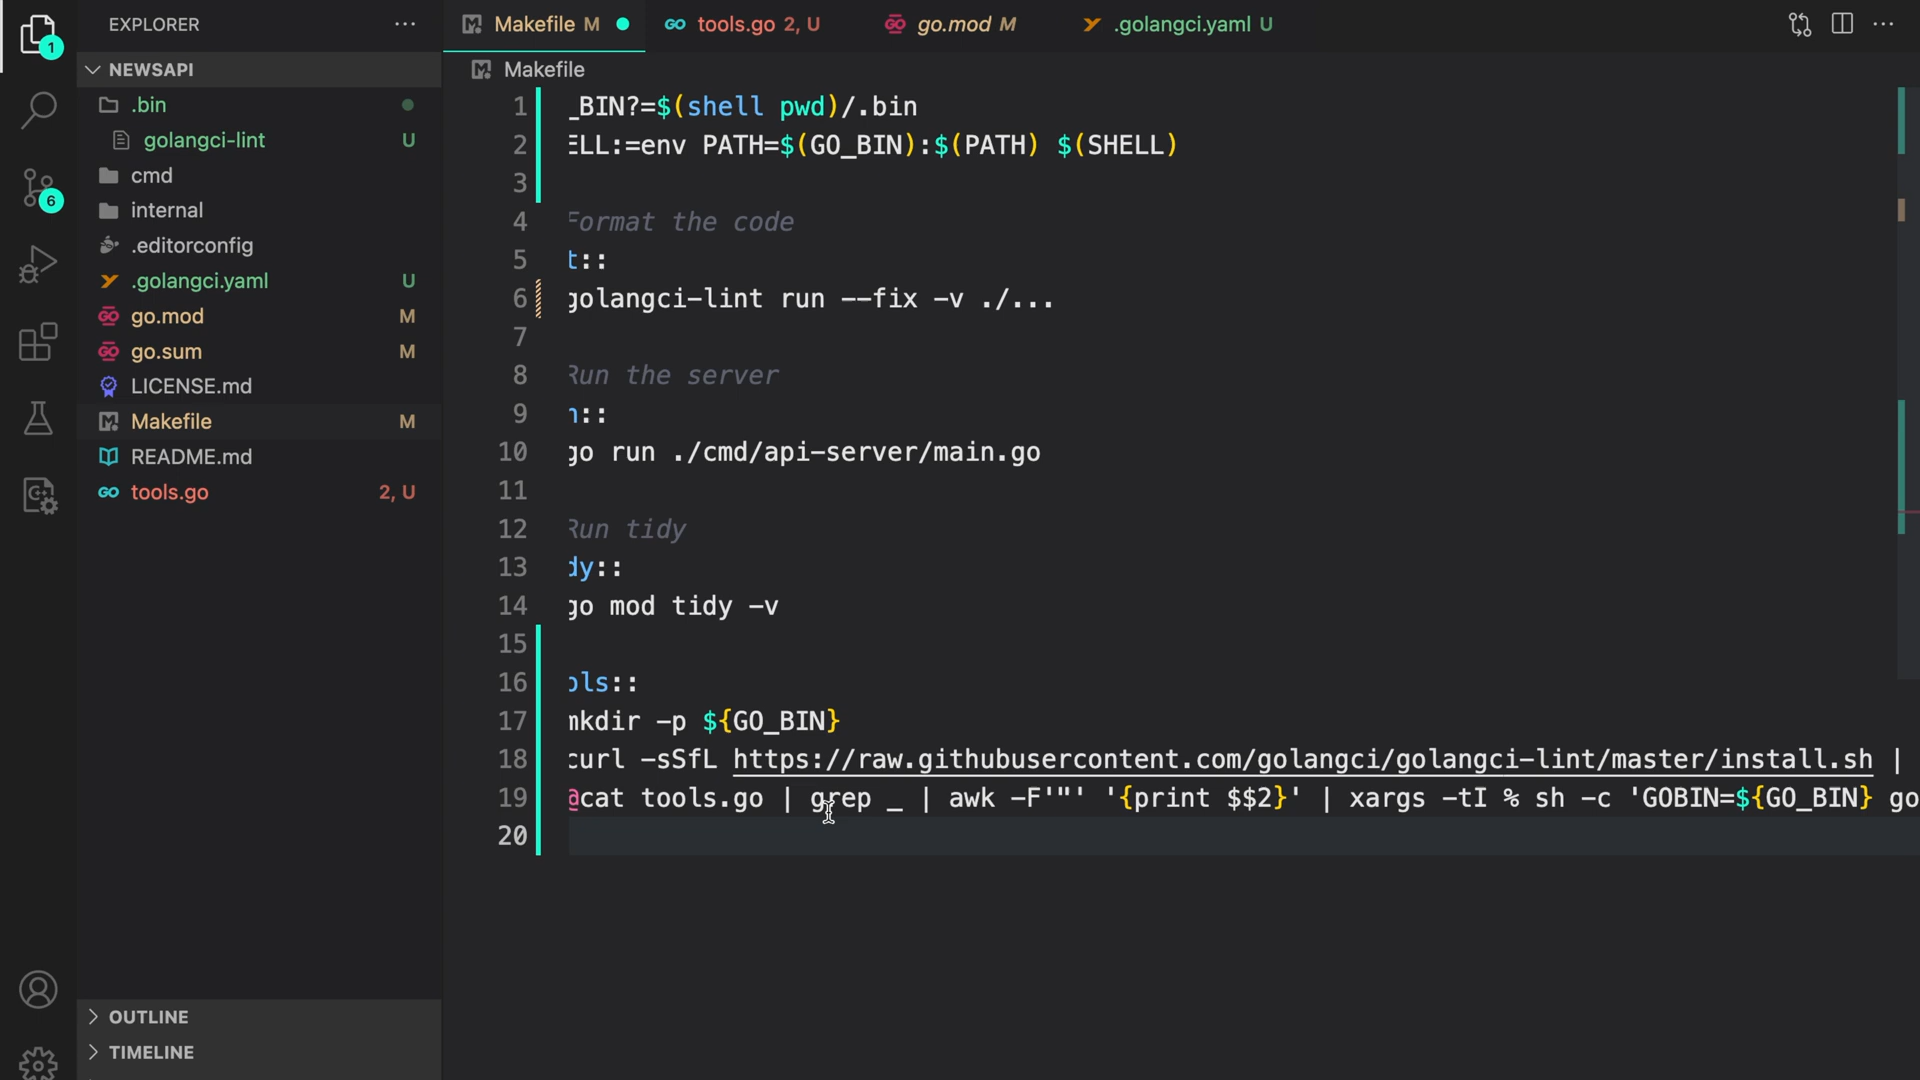 EXPLORER
NEWSAPI
.bin
golangci-lint U
cmd
internal
.editorconfig
.golangci.yaml U
go.mod M
go.sum M
LICENSE.md
Makefile M
README.md
tools.go 2, U
OUTLINE
TIMELINE
1
6
Makefile M
tools.go 2, U
go.mod M
.golangci.yaml U
Makefile
1 _BIN?=$(shell pwd)/.bin
2 ELL:=env PATH=$(GO_BIN):$(PATH) $(SHELL)
3
4 Format the code
5 t::
6 golangci-lint run --fix -v ./...
7
8 Run the server
9 n::
10 go run ./cmd/api-server/main.go
11
12 Run tidy
13 dy::
14 go mod tidy -v
15
16 ols::
17 mkdir -p ${GO_BIN}
18 curl -sSfL https://raw.githubusercontent.com/golangci/golangci-lint/master/install.sh |
19 @cat tools.go | grep _ | awk -F'"' '{print $$2}' | xargs -tI % sh -c 'GOBIN=${GO_BIN} go
20